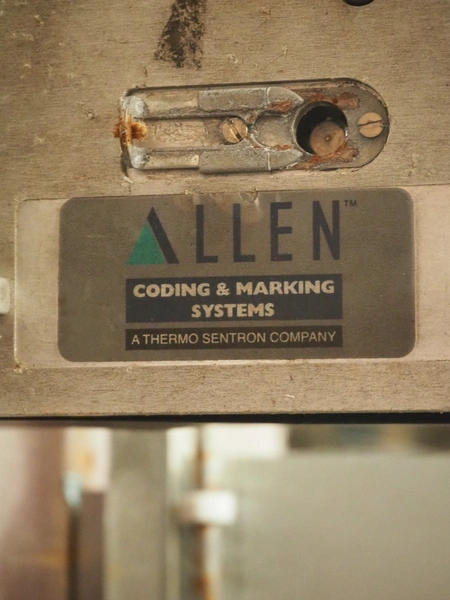 ALLEN™
CODING & MARKING
SYSTEMS
A THERMO SENTRON COMPANY